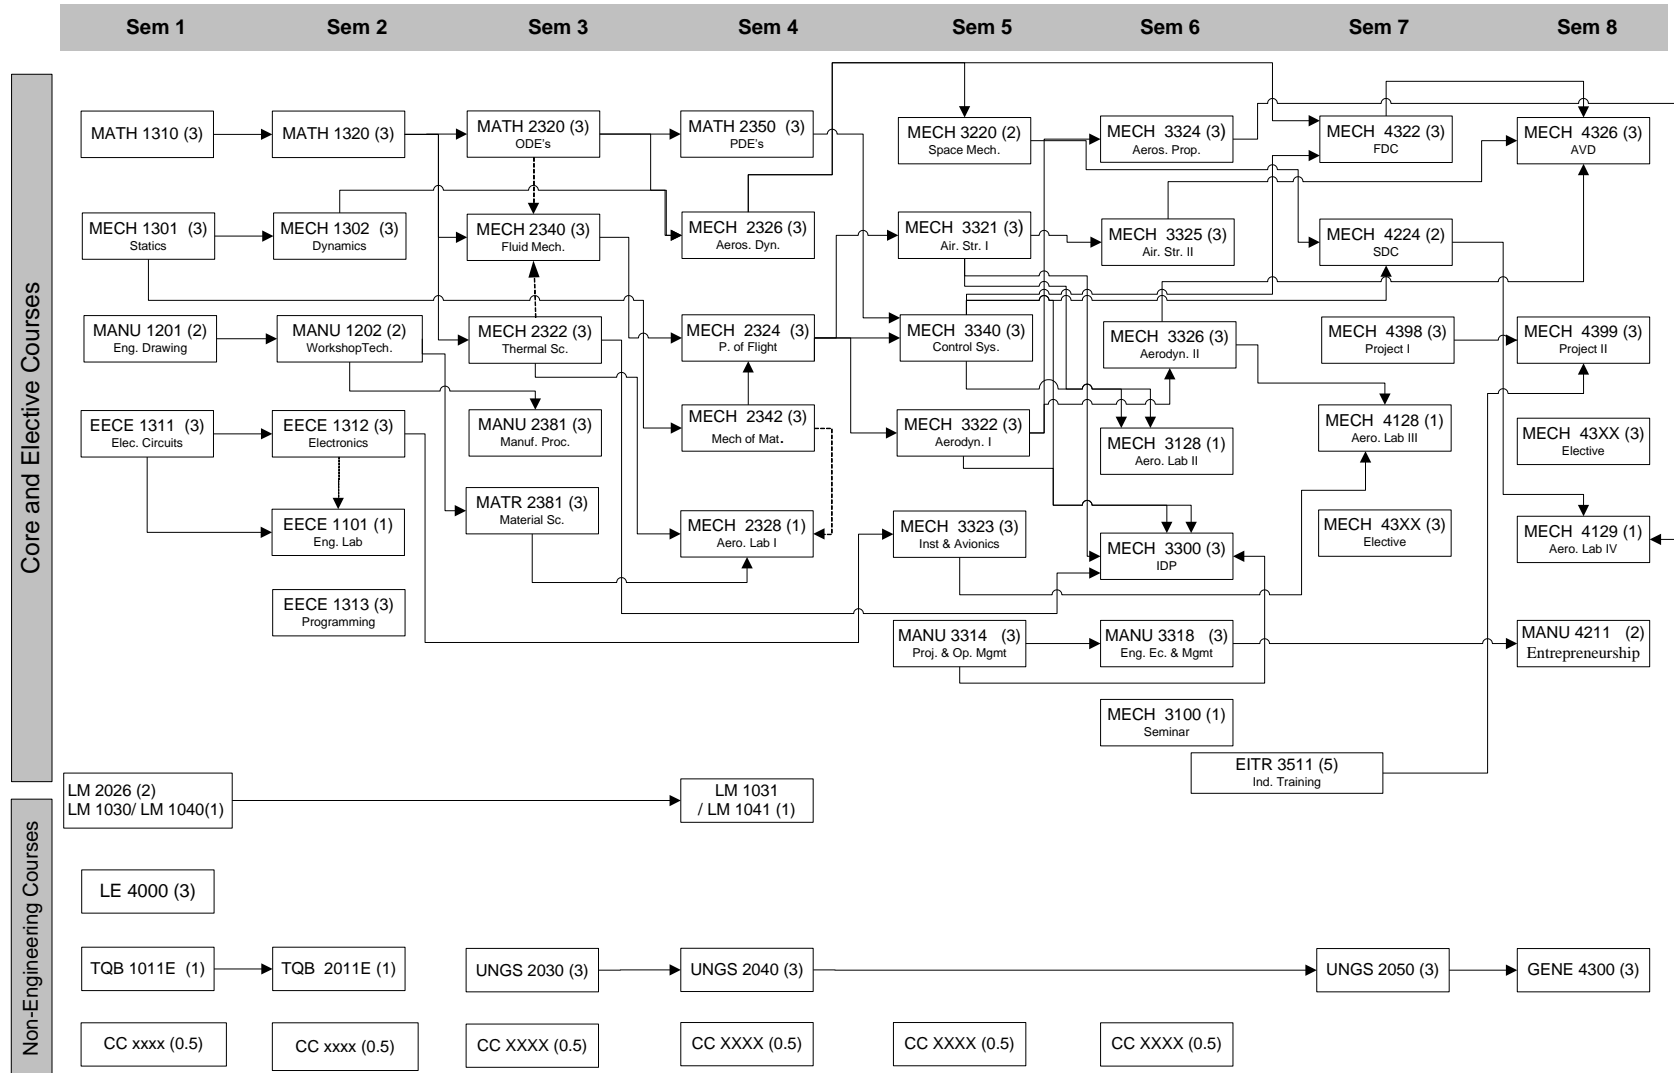 Sem 1
Sem 2
Sem 3
Sem 4
Sem 5
Sem 6
Sem 7
Sem 8
Core and Elective Courses
MATH 1310 (3)
MECH 1301 (3)
Statics
MANU 1201 (2)
Eng. Drawing
EECE 1311 (3)
Elec. Circuits
MATH 1320 (3)
MECH 1302 (3)
Dynamics
MANU 1202 (2)
WorkshopTech.
EECE 1312 (3)
Electronics
EECE 1101 (1)
Eng. Lab
EECE 1313 (3)
Programming
MATH 2320 (3)
ODE's
MECH 2340 (3)
Fluid Mech.
MECH 2322 (3)
Thermal Sc.
MANU 2381 (3)
Manuf. Proc.
MATR 2381 (3)
Material Sc.
MATH 2350 (3)
PDE's
MECH 2326 (3)
Aeros. Dyn.
MECH 2324 (3)
P. of Flight
MECH 2342 (3)
Mech of Mat.
MECH 2328 (1)
Aero. Lab I
MECH 3220 (2)
Space Mech.
MECH 3321 (3)
Air. Str. I
MECH 3340 (3)
Control Sys.
MECH 3322 (3)
Aerodyn. I
MECH 3323 (3)
Inst & Avionics
MANU 3314 (3)
Proj. & Op. Mgmt
MECH 3324 (3)
Aeros. Prop.
MECH 3325 (3)
Air. Str. II
MECH 3326 (3)
Aerodyn. II
MECH 3128 (1)
Aero. Lab II
MECH 3300 (3)
IDP
MANU 3318 (3)
Eng. Ec. & Mgmt
MECH 3100 (1)
Seminar
EITR 3511 (5)
Ind. Training
MECH 4322 (3)
FDC
MECH 4224 (2)
SDC
MECH 4398 (3)
Project I
MECH 4128 (1)
Aero. Lab III
MECH 43XX (3)
Elective
MECH 4326 (3)
AVD
MECH 4399 (3)
Project II
MECH 43XX (3)
Elective
MECH 4129 (1)
Aero. Lab IV
MANU 4211 (2)
Entrepreneurship
Non-Engineering Courses
LM 2026 (2)
LM 1030/ LM 1040(1)
LM 1031
/ LM 1041 (1)
LE 4000 (3)
TQB 1011E (1)
TQB 2011E (1)
UNGS 2030 (3)
UNGS 2040 (3)
UNGS 2050 (3)
GENE 4300 (3)
CC xxxx (0.5)
CC xxxx (0.5)
CC XXXX (0.5)
CC XXXX (0.5)
CC XXXX (0.5)
CC XXXX (0.5)